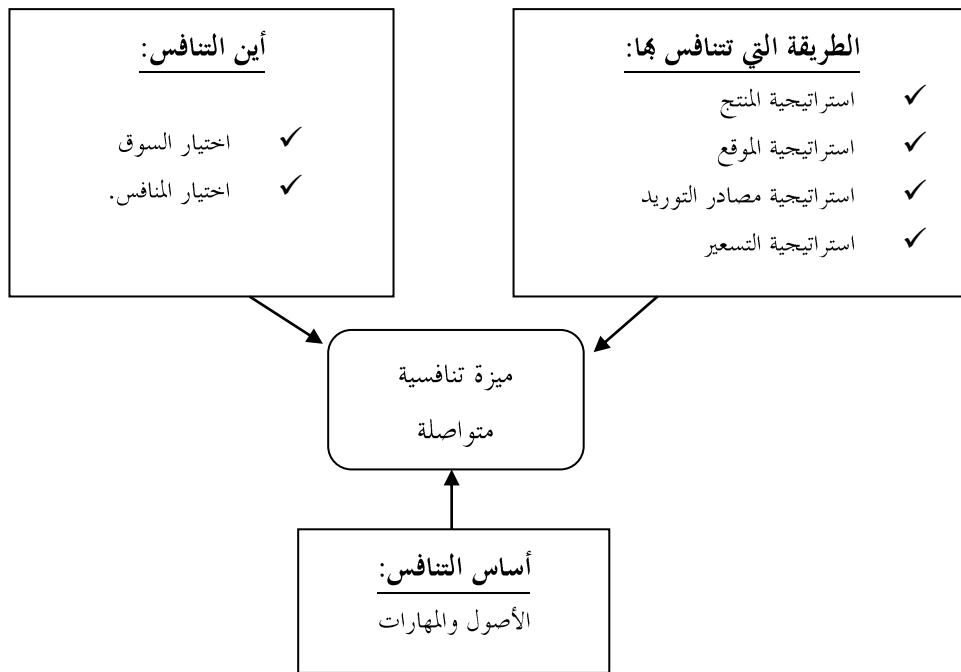 الطريقة التي تتنافس بها:
استراتيجية المنتج
استراتيجية الموقع
استراتيجية مصادر التوريد
استراتيجية التسعير
أين التنافس:
اختيار السوق
اختيار المنافس.
ميزة تنافسية
متواصلة
أساس التنافس:
الأصول والمهارات